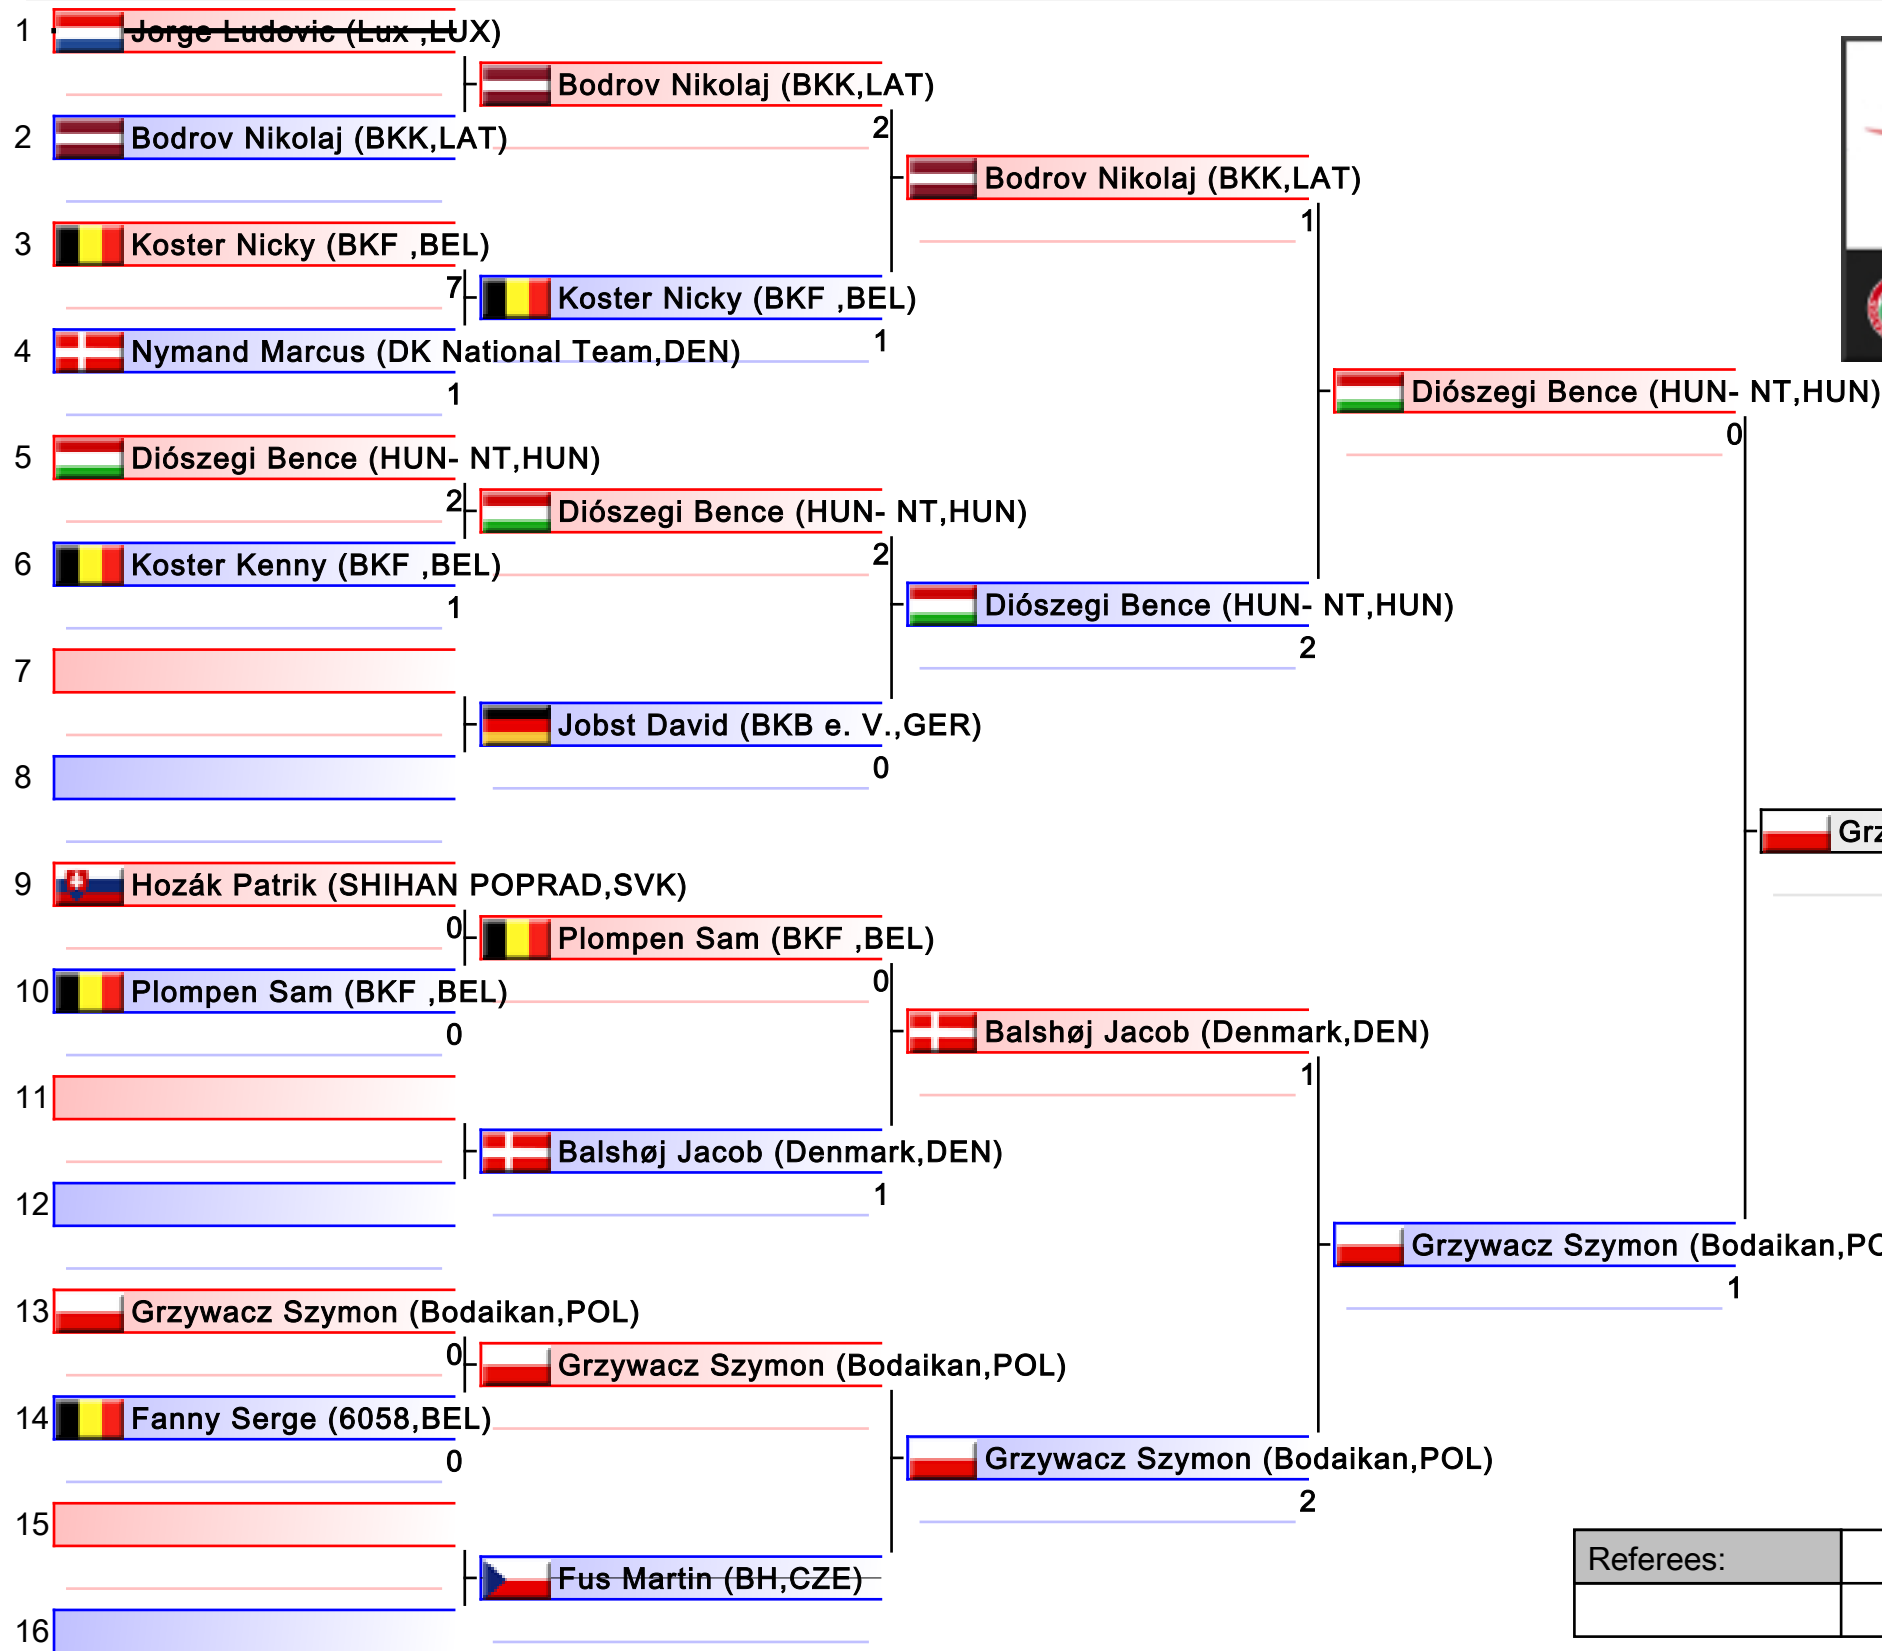 1 Jorge Ludovic (Lux ,LUX)
Bodrov Nikolaj (BKK,LAT)
2
2 Bodrov Nikolaj (BKK,LAT)
Bodrov Nikolaj (BKK,LAT)
1
3 Koster Nicky (BKF ,BEL)
7
Koster Nicky (BKF ,BEL)
1
4 Nymand Marcus (DK National Team,DEN)
1
Diószegi Bence (HUN- NT,HUN)
0
5 Diószegi Bence (HUN- NT,HUN)
2
Diószegi Bence (HUN- NT,HUN)
2
6 Koster Kenny (BKF ,BEL)
1
Diószegi Bence (HUN- NT,HUN)
2
7
Jobst David (BKB e. V.,GER)
0
8
Grz
9 Hozák Patrik (SHIHAN POPRAD,SVK)
0
Plompen Sam (BKF ,BEL)
0
10 Plompen Sam (BKF ,BEL)
0
Balshøj Jacob (Denmark,DEN)
1
11
Balshøj Jacob (Denmark,DEN)
1
12
Grzywacz Szymon (Bodaikan,PO
1
13 Grzywacz Szymon (Bodaikan,POL)
0
Grzywacz Szymon (Bodaikan,POL)
14 Fanny Serge (6058,BEL)
0
Grzywacz Szymon (Bodaikan,POL)
2
15
Fus Martin (BH,CZE)
16
Referees: